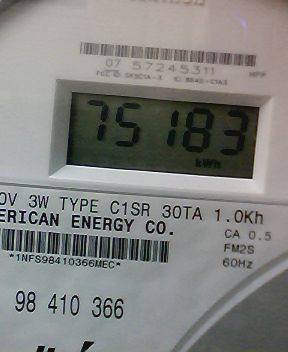 07 57245311
75183
kWh
0V 3W TYPE C1SR 30TA 1.0Kh
ERICAN ENERGY CO.
CA 0.5
FM2S
*1NFS98410366MEC*
60Hz
98 410 366